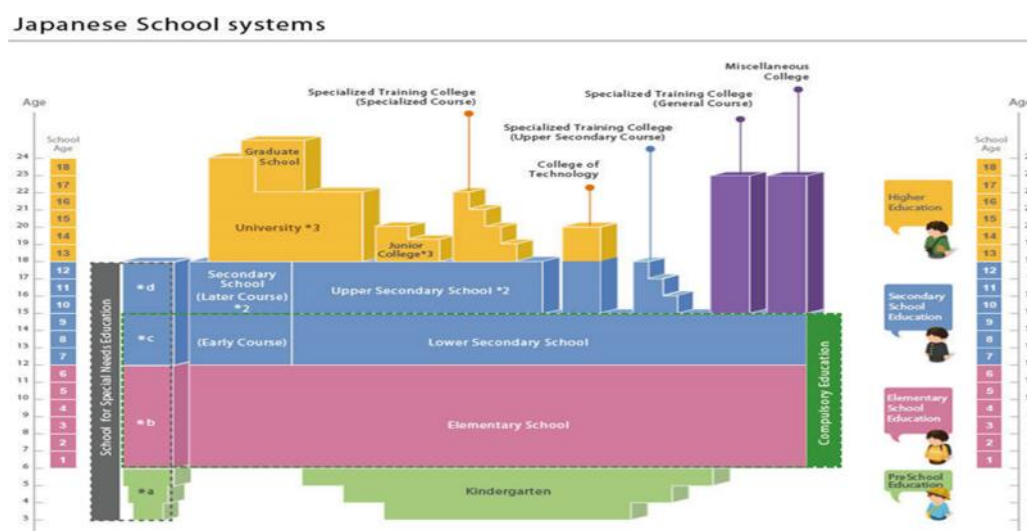 Japanese School systems
Age
School
Age
24
23
22
21
20
19
18
17
16
15
14
13
12
11
10
9
8
7
6
5
4
3
18
17
16
15
14
13
12
11
10
9
8
7
6
5
4
3
2
1
School for Special Needs Education
*d
*c
*b
*a
Graduate
School
University *3
Junior
College*3
Specialized Training College
(Specialized Course)
College of
Technology
Specialized Training College
(Upper Secondary Course)
Specialized Training College
(General Course)
Miscellaneous
College
Secondary
School
(Later Course)
*2
(Early Course)
Upper Secondary School *2
Lower Secondary School
Elementary School
Kindergarten
Compulsory Education
Higher
Education
Secondary
School
Education
Elementary
School
Education
PreSchool
Education
School
Age
18
17
16
15
14
13
12
11
10
9
8
7
6
5
4
3
2
1